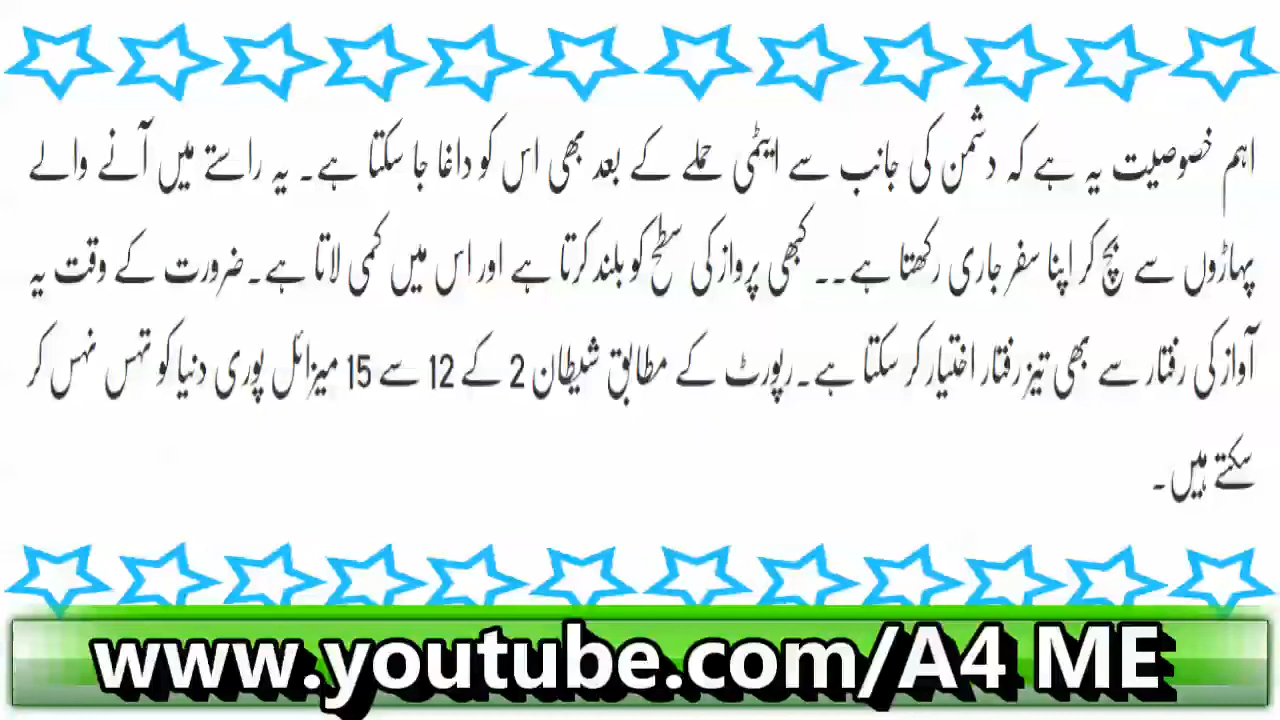 اہم خصوصیت یہ ہے کہ دشمن کی جانب سے ایٹمی حملے کے بعد بھی اس کو داغا جا سکتا ہے۔ یہ راستے میں آنے والے
پہاڑوں سے بچ کر اپنا سفر جاری رکھتا ہے۔۔ کبھی پرواز کی سطح کو بلند کرتا ہے اور اس میں کمی لاتا ہے۔ ضرورت کے وقت یہ
آواز کی رفتار سے بھی تیز رفتار اختیار کر سکتا ہے۔ رپورٹ کے مطابق شیطان 2 کے 12 سے 15 میزائل پوری دنیا کو تہس نہس کر
سکتے ہیں۔
www.youtube.com/A4 ME